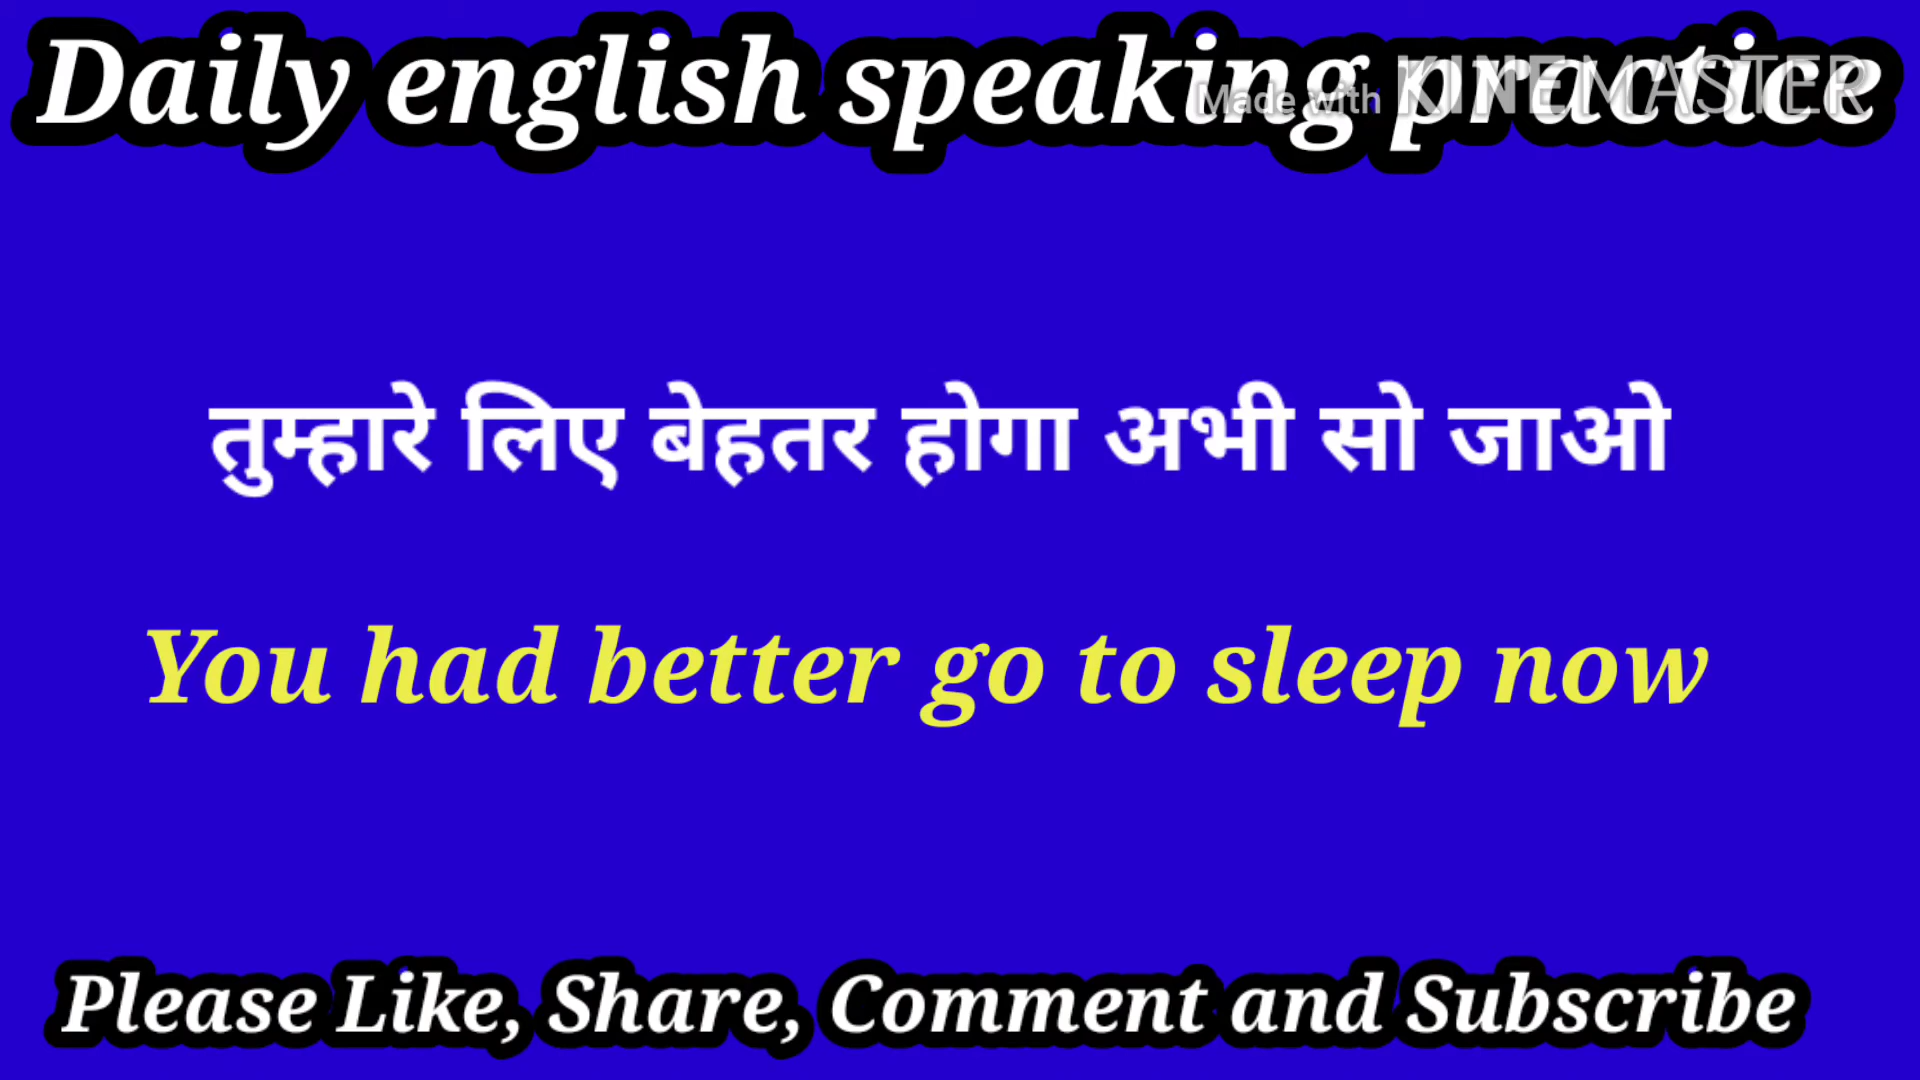 Daily english speaking practice
Made with KINEMASTER
तुम्हारे लिए बेहतर होगा अभी सो जाओ
You had better go to sleep now
Please Like, Share, Comment and Subscribe